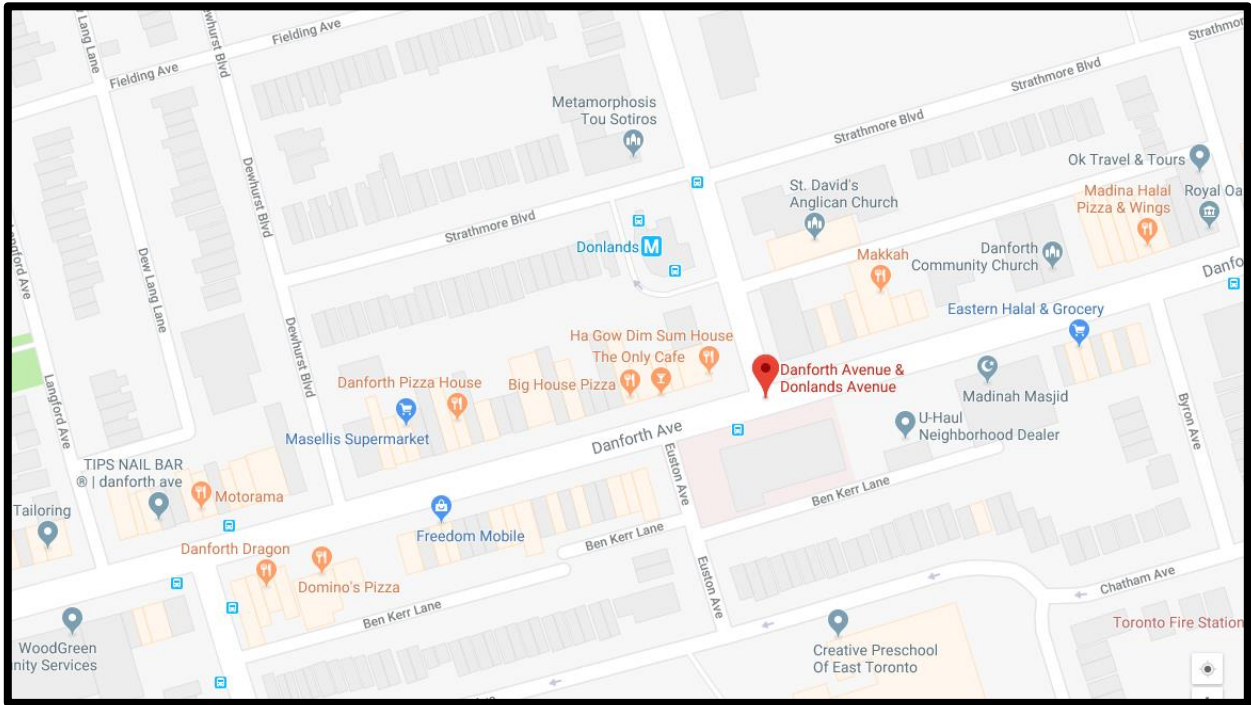 Fielding Ave
Fielding Ave
Lang Lane
Dewhurst Blvd
Strathmore Blvd
Strathmore Blvd
Metamorphosis
Tou Sotiros
Ok Travel & Tours
St. David's
Anglican Church
Madina Halal
Pizza & Wings
Dewhurst Blvd
Strathmore Blvd
Donlands
M
Makkah
Danforth
Community Church
Langford Ave
Dew Lang Lane
Eastern Halal & Grocery
Dewhurst Blvd
Ha Gow Dim Sum House
The Only Cafe
Big House Pizza
Danforth Pizza House
Danforth Avenue &
Donlands Avenue
Madinah Masjid
Langford Ave
Masellis Supermarket
Danforth Ave
U-Haul
Neighborhood Dealer
Byron Ave
TIPS NAIL BAR
® | danforth ave
Motorama
Tailoring
Euston Ave
Ben Kerr Lane
Freedom Mobile
Ben Kerr Lane
Danforth Dragon
Domino's Pizza
Ben Kerr Lane
Euston Ave
Chatham Ave
WoodGreen
nity Services
Creative Preschool
Of East Toronto
Toronto Fire Station